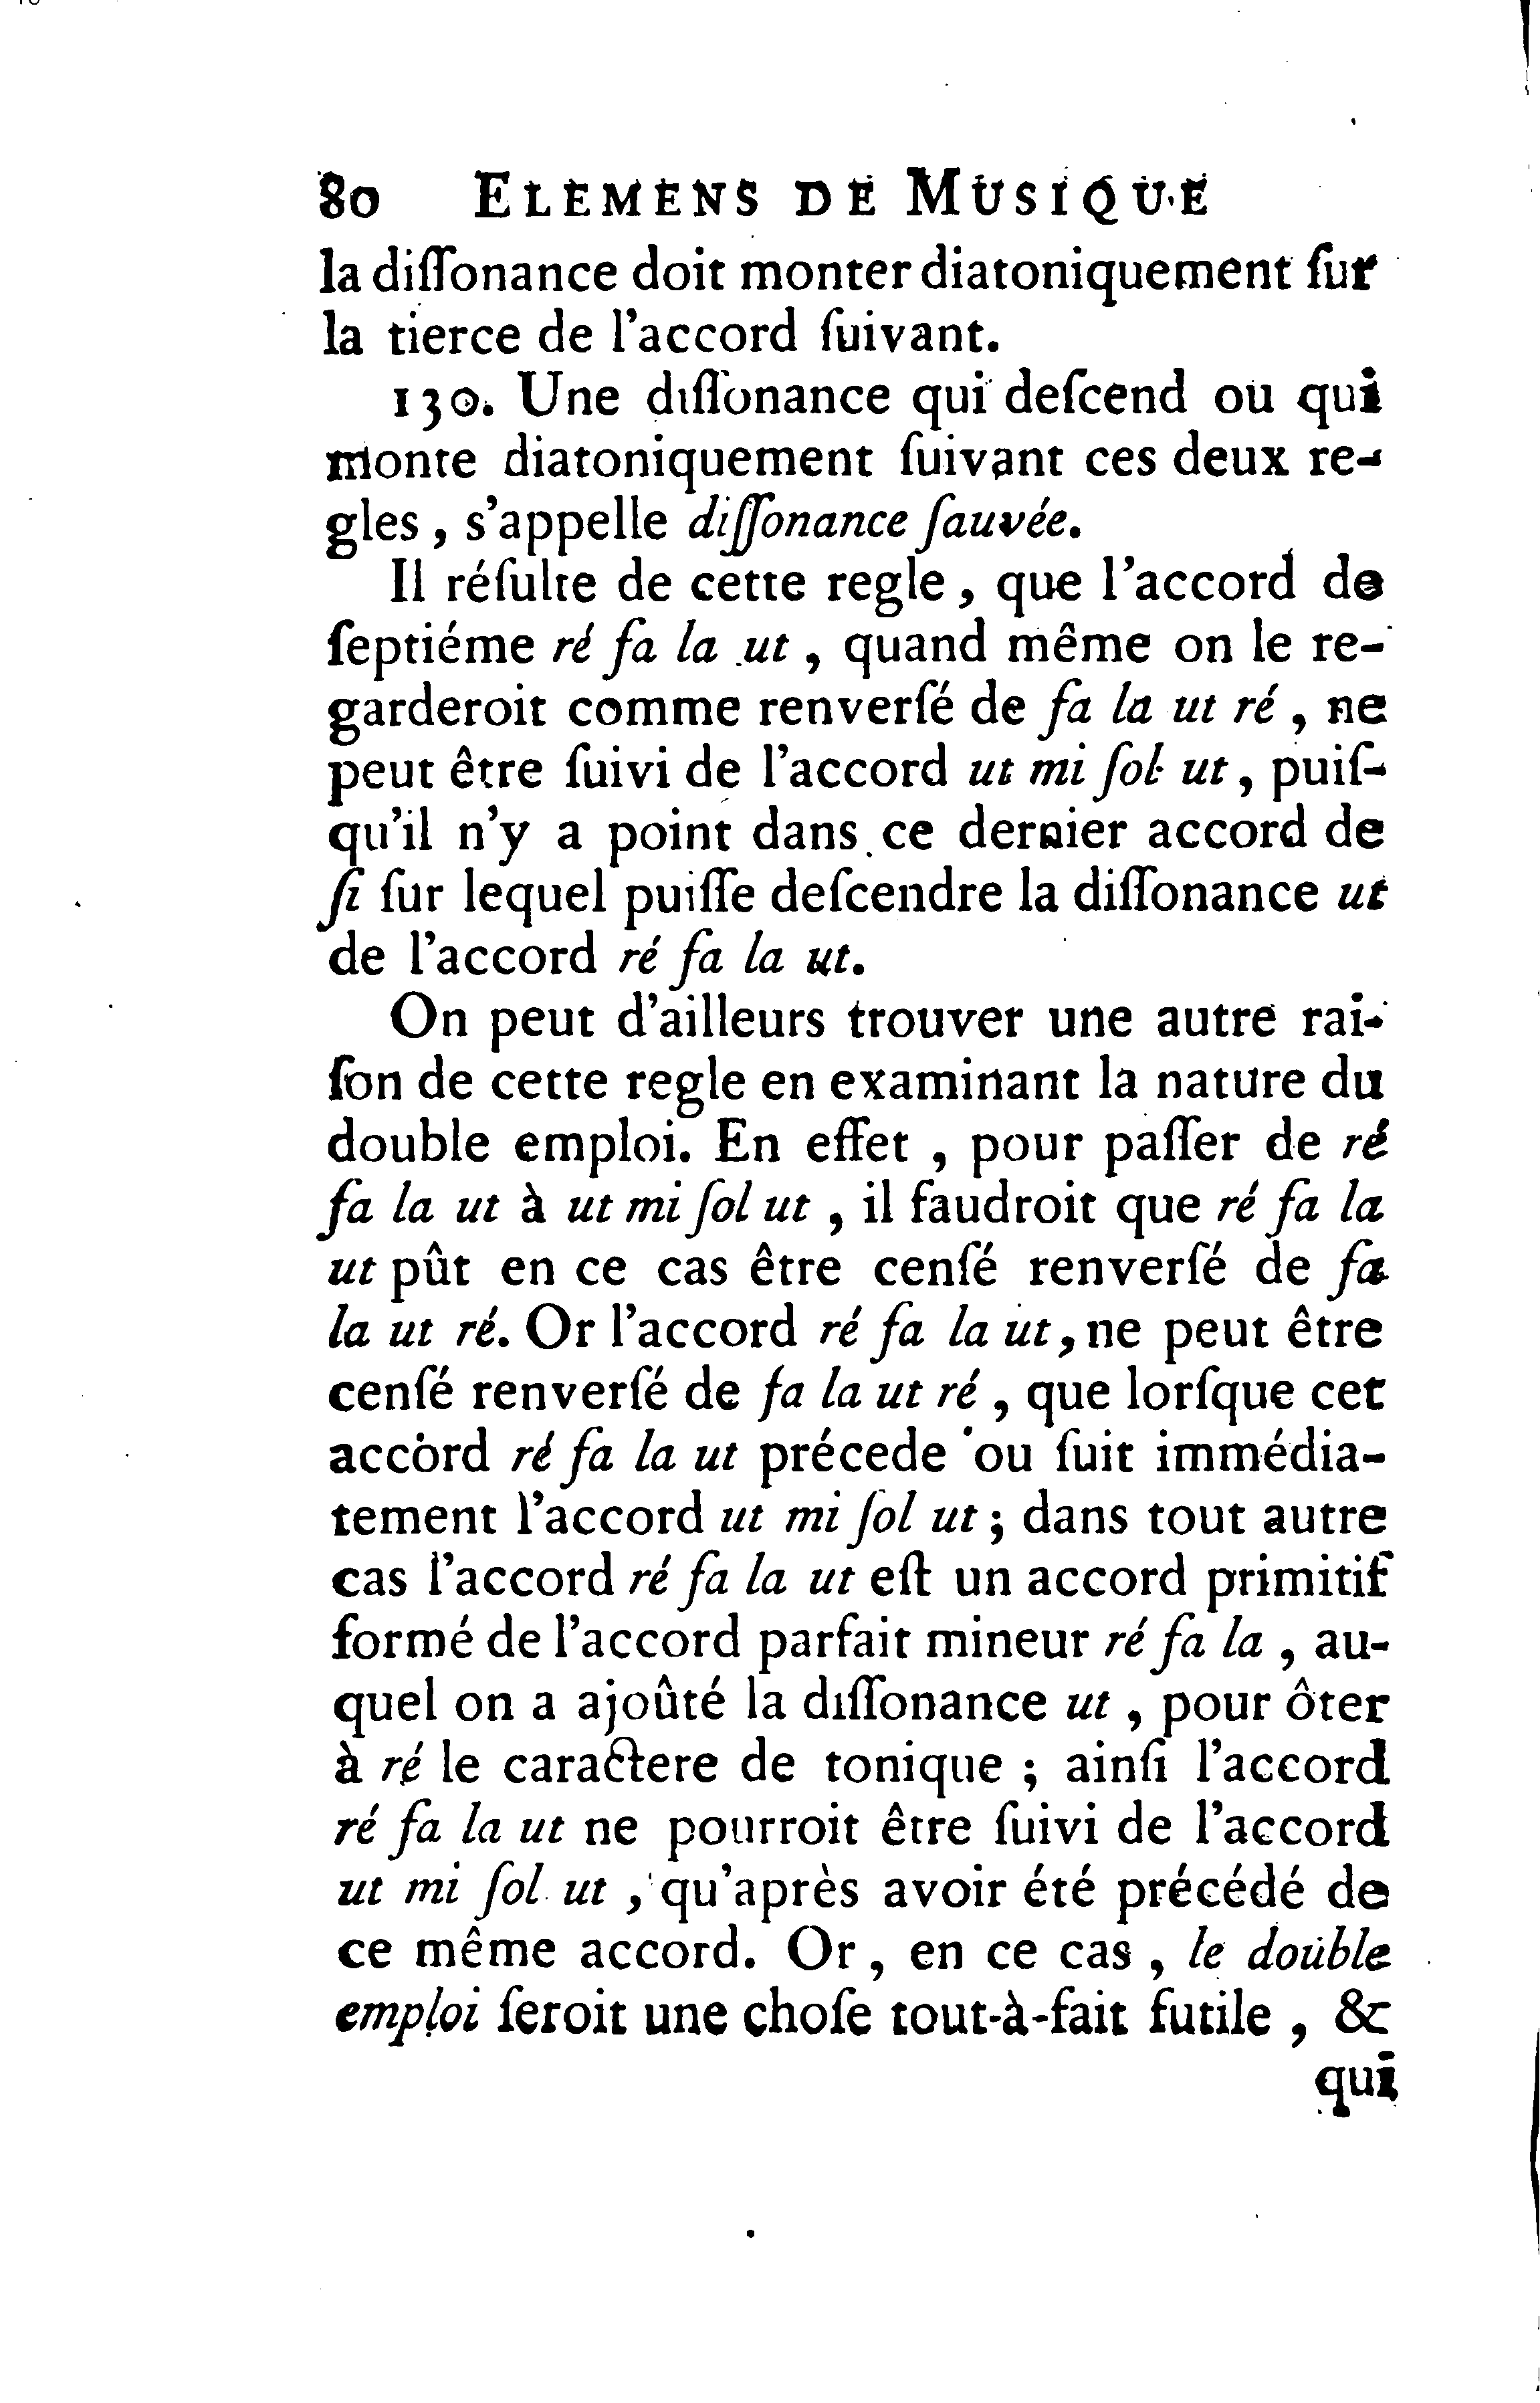 80 ELEMENS DE MUSIQUE
la diſſonance doit monter diatoniquement ſur
la tierce de l'accord ſuivant.
130. Une diſſonance qui deſcend ou qui
monte diatoniquement ſuivant ces deux re-
gles, s'appelle diſſonance ſauvée.
Il réſulte de cette regle, que l'accord de
ſeptiéme ré fa la ut, quand même on le re-
garderoit comme renverſé de fa la ut ré, ne
peut être ſuivi de l'accord ut mi ſol ut, puiſ-
qu'il n'y a point dans ce dernier accord de
ſi ſur lequel puiſſe deſcendre la diſſonance ut
de l'accord ré fa la ut.
On peut d'ailleurs trouver une autre rai-
ſon de cette regle en examinant la nature du
double emploi. En effet, pour paſſer de ré
fa la ut à ut mi ſol ut, il faudroit que ré fa la
ut pût en ce cas être cenſé renverſé de fa
la ut ré. Or l'accord ré fa la ut, ne peut être
cenſé renverſé de fa la ut ré, que lorſque cet
accord ré fa la ut précede ou ſuit immédia-
tement l'accord ut mi ſol ut; dans tout autre
cas l'accord ré fa la ut eſt un accord primitif
formé de l'accord parfait mineur ré fa la, au-
quel on a ajoûté la diſſonance ut, pour ôter
à ré le caractere de tonique; ainſi l'accord
ré fa la ut ne pourroit être ſuivi de l'accord
ut mi ſol ut, qu'après avoir été précédé de
ce même accord. Or, en ce cas, le double
emploi ſeroit une choſe tout-à-fait futile, &
qui